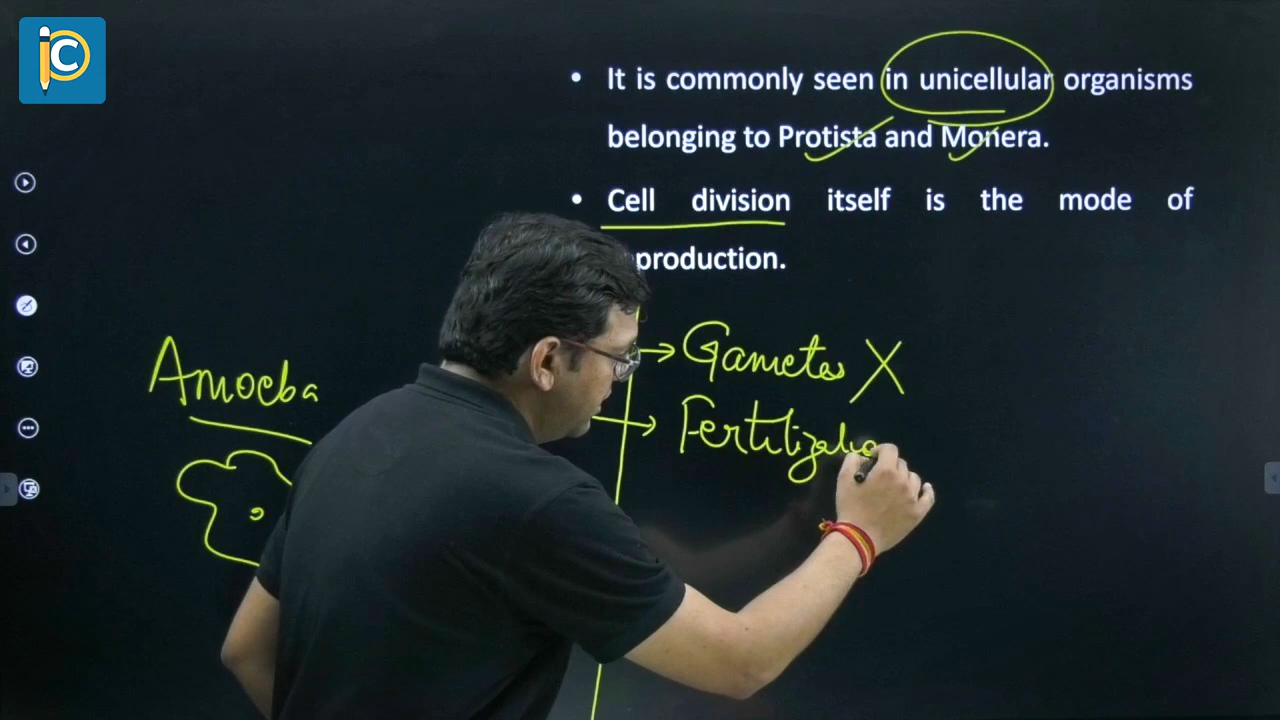 • It is commonly seen in unicellular organisms
belonging to Protista and Monera.
• Cell division itself is the mode of
production.
Amoeba
→ Gametes X
→ Fertilizatio